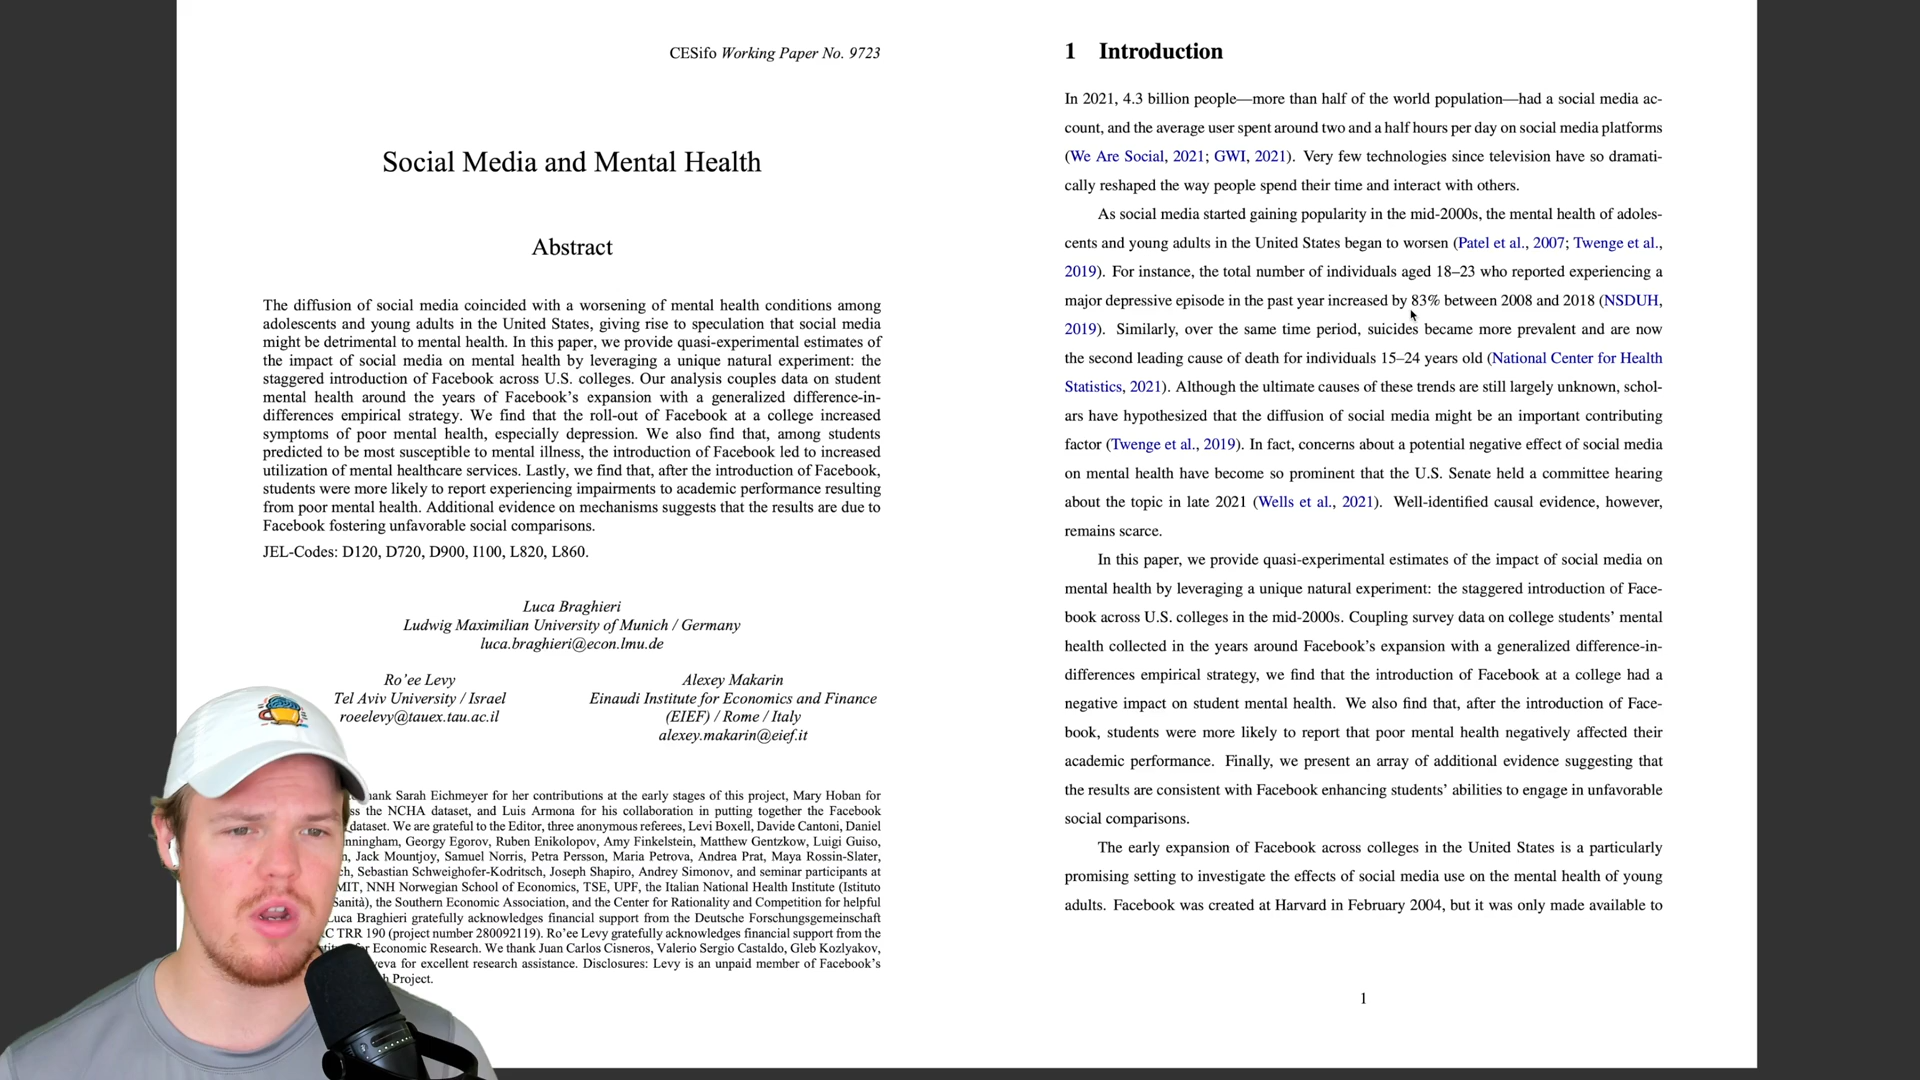 CESifo Working Paper No. 9723
Social Media and Mental Health
Abstract
The diffusion of social media coincided with a worsening of mental health conditions among
adolescents and young adults in the United States, giving rise to speculation that social media
might be detrimental to mental health. In this paper, we provide quasi-experimental estimates of
the impact of social media on mental health by leveraging a unique natural experiment: the
staggered introduction of Facebook across U.S. colleges. Our analysis couples data on student
mental health around the years of Facebook’s expansion with a generalized difference-in-
differences empirical strategy. We find that the roll-out of Facebook at a college increased
symptoms of poor mental health, especially depression. We also find that, among students
predicted to be most susceptible to mental illness, the introduction of Facebook led to increased
utilization of mental healthcare services. Lastly, we find that, after the introduction of Facebook,
students were more likely to report experiencing impairments to academic performance resulting
from poor mental health. Additional evidence on mechanisms suggests that the results are due to
Facebook fostering unfavorable social comparisons.
JEL-Codes: D120, D720, D900, I100, L820, L860.
Luca Braghieri
Ludwig Maximilian University of Munich / Germany
luca.braghieri@econ.lmu.de
Ro’ee Levy
Tel Aviv University / Israel
roeelevy@tauex.tau.ac.il
Alexey Makarin
Einaudi Institute for Economics and Finance
(EIEF) / Rome / Italy
alexey.makarin@eief.it
Sarah Eichmeyer for her contributions at the early stages of this project, Mary Hoban for
the NCHA dataset, and Luis Armona for his collaboration in putting together the Facebook
dataset. We are grateful to the Editor, three anonymous referees, Levi Boxell, Davide Cantoni, Daniel
Georgy Egorov, Ruben Enikolopov, Amy Finkelstein, Matthew Gentzkow, Luigi Guiso,
Jack Mountjoy, Samuel Norris, Petra Persson, Maria Petrova, Andrea Prat, Maya Rossin-Slater,
Sebastian Schweighofer-Kodritsch, Joseph Shapiro, Andrey Simonov, and seminar participants at
MIT, NNH Norwegian School of Economics, TSE, UPF, the Italian National Health Institute (Istituto
Sanità), the Southern Economic Association, and the Center for Rationality and Competition for helpful
Luca Braghieri gratefully acknowledges financial support from the Deutsche Forschungsgemeinschaft
TRR 190 (project number 280092119). Ro’ee Levy gratefully acknowledges financial support from the
for Economic Research. We thank Juan Carlos Cisneros, Valerio Sergio Castaldo, Gleb Kozlyakov,
for excellent research assistance. Disclosures: Levy is an unpaid member of Facebook’s
Project.
1 Introduction
In 2021, 4.3 billion people—more than half of the world population—had a social media ac-
count, and the average user spent around two and a half hours per day on social media platforms
(We Are Social, 2021; GWI, 2021). Very few technologies since television have so dramati-
cally reshaped the way people spend their time and interact with others.
As social media started gaining popularity in the mid-2000s, the mental health of adoles-
cents and young adults in the United States began to worsen (Patel et al., 2007; Twenge et al.,
2019). For instance, the total number of individuals aged 18–23 who reported experiencing a
major depressive episode in the past year increased by 83% between 2008 and 2018 (NSDUH,
2019). Similarly, over the same time period, suicides became more prevalent and are now
the second leading cause of death for individuals 15–24 years old (National Center for Health
Statistics, 2021). Although the ultimate causes of these trends are still largely unknown, schol-
ars have hypothesized that the diffusion of social media might be an important contributing
factor (Twenge et al., 2019). In fact, concerns about a potential negative effect of social media
on mental health have become so prominent that the U.S. Senate held a committee hearing
about the topic in late 2021 (Wells et al., 2021). Well-identified causal evidence, however,
remains scarce.
In this paper, we provide quasi-experimental estimates of the impact of social media on
mental health by leveraging a unique natural experiment: the staggered introduction of Face-
book across U.S. colleges in the mid-2000s. Coupling survey data on college students’ mental
health collected in the years around Facebook’s expansion with a generalized difference-in-
differences empirical strategy, we find that the introduction of Facebook at a college had a
negative impact on student mental health. We also find that, after the introduction of Face-
book, students were more likely to report that poor mental health negatively affected their
academic performance. Finally, we present an array of additional evidence suggesting that
the results are consistent with Facebook enhancing students’ abilities to engage in unfavorable
social comparisons.
The early expansion of Facebook across colleges in the United States is a particularly
promising setting to investigate the effects of social media use on the mental health of young
adults. Facebook was created at Harvard in February 2004, but it was only made available to
1